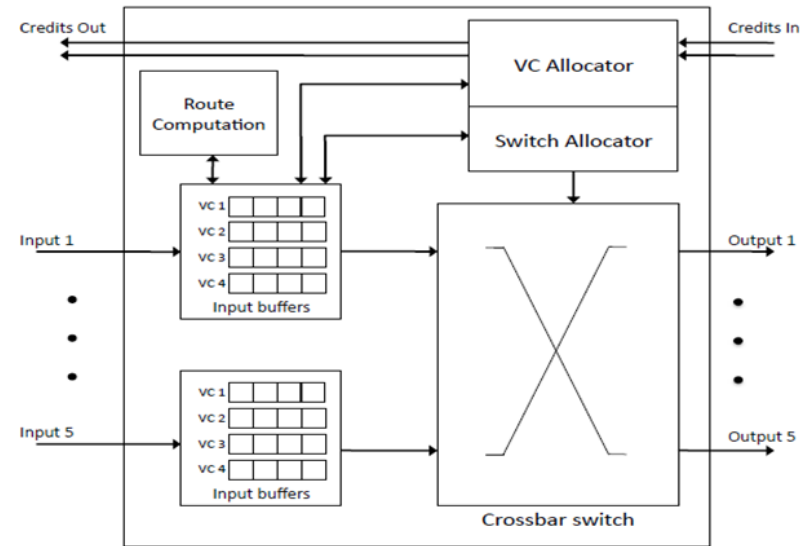 Credits Out
Credits In
VC Allocator
Route
Computation
Switch Allocator
VC 1
VC 2
VC 3
VC 4
Input buffers
Input 1
Output 1
VC 1
VC 2
VC 3
VC 4
Input buffers
Input 5
Output 5
Crossbar switch